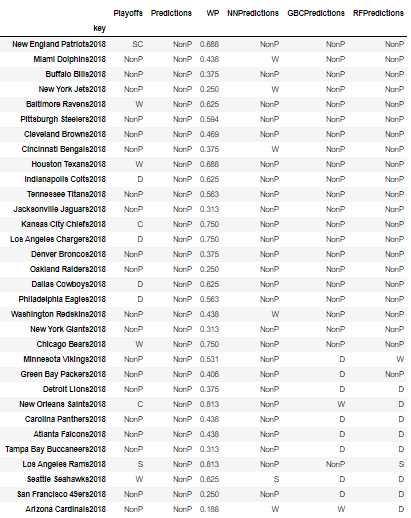 Playoffs Predictions WP NNPredictions GBCPredictions RFPredictions
key
New England Patriots2018 SC NonP 0.688 NonP NonP NonP
Miami Dolphins2018 NonP NonP 0.438 W NonP NonP
Buffalo Bills2018 NonP NonP 0.375 NonP NonP NonP
New York Jets2018 NonP NonP 0.250 W NonP NonP
Baltimore Ravens2018 W NonP 0.625 NonP NonP NonP
Pittsburgh Steelers2018 NonP NonP 0.594 NonP NonP NonP
Cleveland Browns2018 NonP NonP 0.469 NonP NonP NonP
Cincinnati Bengals2018 NonP NonP 0.375 W NonP NonP
Houston Texans2018 W NonP 0.688 NonP NonP NonP
Indianapolis Colts2018 D NonP 0.625 NonP NonP NonP
Tennessee Titans2018 NonP NonP 0.563 NonP NonP NonP
Jacksonville Jaguars2018 NonP NonP 0.313 NonP NonP NonP
Kansas City Chiefs2018 C NonP 0.750 NonP NonP NonP
Los Angeles Chargers2018 D NonP 0.750 NonP NonP NonP
Denver Broncos2018 NonP NonP 0.375 NonP NonP NonP
Oakland Raiders2018 NonP NonP 0.250 NonP NonP NonP
Dallas Cowboys2018 D NonP 0.625 NonP NonP NonP
Philadelphia Eagles2018 D NonP 0.563 NonP NonP NonP
Washington Redskins2018 NonP NonP 0.438 W NonP NonP
New York Giants2018 NonP NonP 0.313 NonP NonP NonP
Chicago Bears2018 W NonP 0.750 NonP NonP NonP
Minnesota Vikings2018 NonP NonP 0.531 NonP D W
Green Bay Packers2018 NonP NonP 0.406 NonP D NonP
Detroit Lions2018 NonP NonP 0.375 NonP D D
New Orleans Saints2018 C NonP 0.813 NonP W D
Carolina Panthers2018 NonP NonP 0.438 NonP D D
Atlanta Falcons2018 NonP NonP 0.438 NonP D D
Tampa Bay Buccaneers2018 NonP NonP 0.313 NonP D D
Los Angeles Rams2018 S NonP 0.813 NonP NonP S
Seattle Seahawks2018 W NonP 0.625 S D D
San Francisco 49ers2018 NonP NonP 0.250 NonP D D
Arizona Cardinals2018 NonP NonP 0.188 W W D